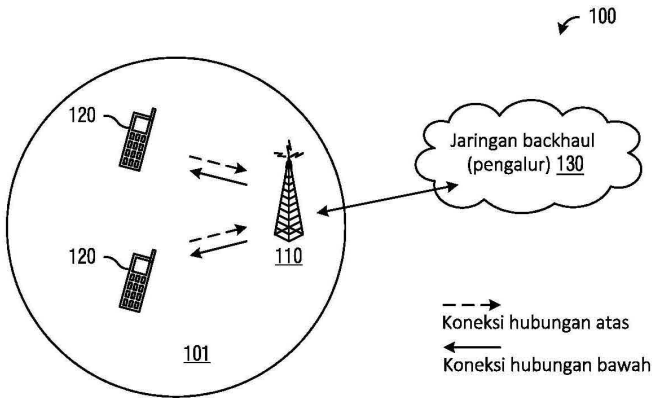 100
120
Jaringan backhaul
(pengalur) 130
120
110
101
Koneksi hubungan atas
Koneksi hubungan bawah